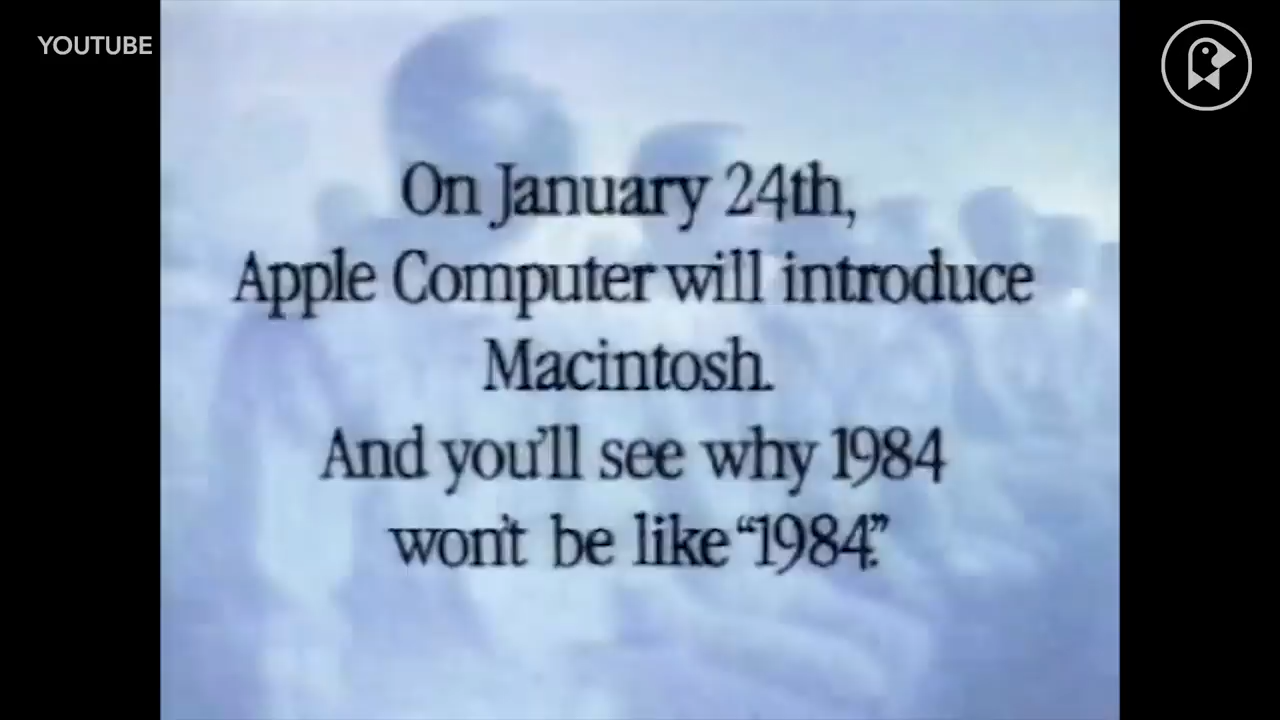 YOUTUBE
On January 24th,
Apple Computer will introduce
Macintosh.
And you'll see why 1984
won't be like “1984.”